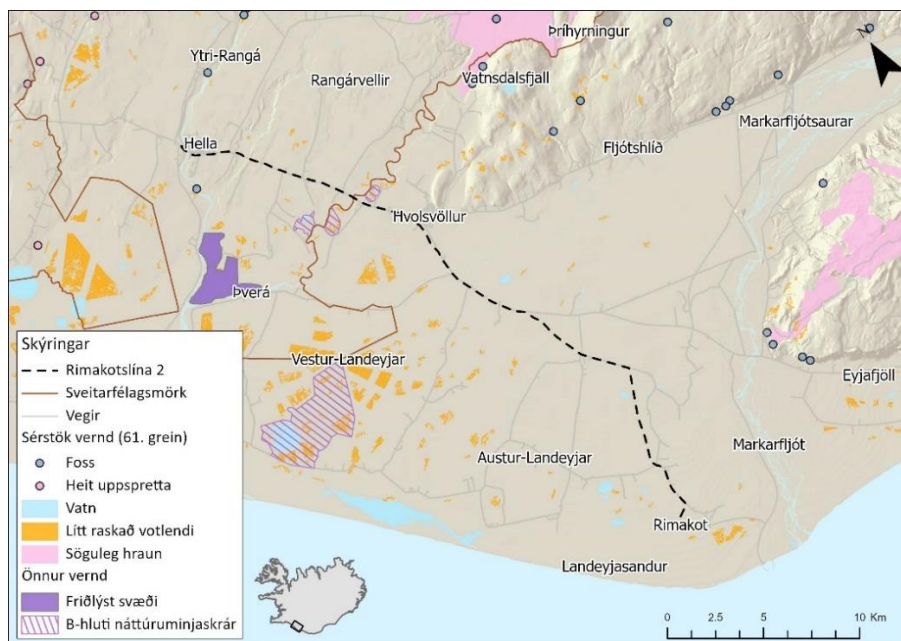 Þríhyrningur
Ytri-Rangá
Rangárvellir
Vatnsdalsfjall
N
Markarfljótsaurar
Hella
Fljótshlíð
Hvolsvöllur
Þverá
Vestur-Landeyjar
Eyjafjöll
Markarfljót
Austur-Landeyjar
Rimakot
Landeyjasandur
Skýringar
Rimakotslína 2
Sveitarfélagsmörk
Vegir
Sérstök vernd (61. grein)
Foss
Heit uppspretta
Vatn
Lítt raskað votlendi
Söguleg hraun
Önnur vernd
Friðlýst svæði
B-hluti náttúruminjaskrár
0 2.5 5 10 Km